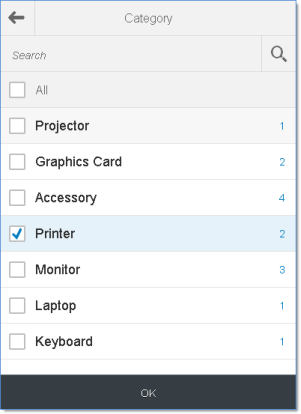 Category
Search
All
Projector 1
Graphics Card 2
Accessory 4
Printer 2
Monitor 3
Laptop 1
Keyboard 1
OK